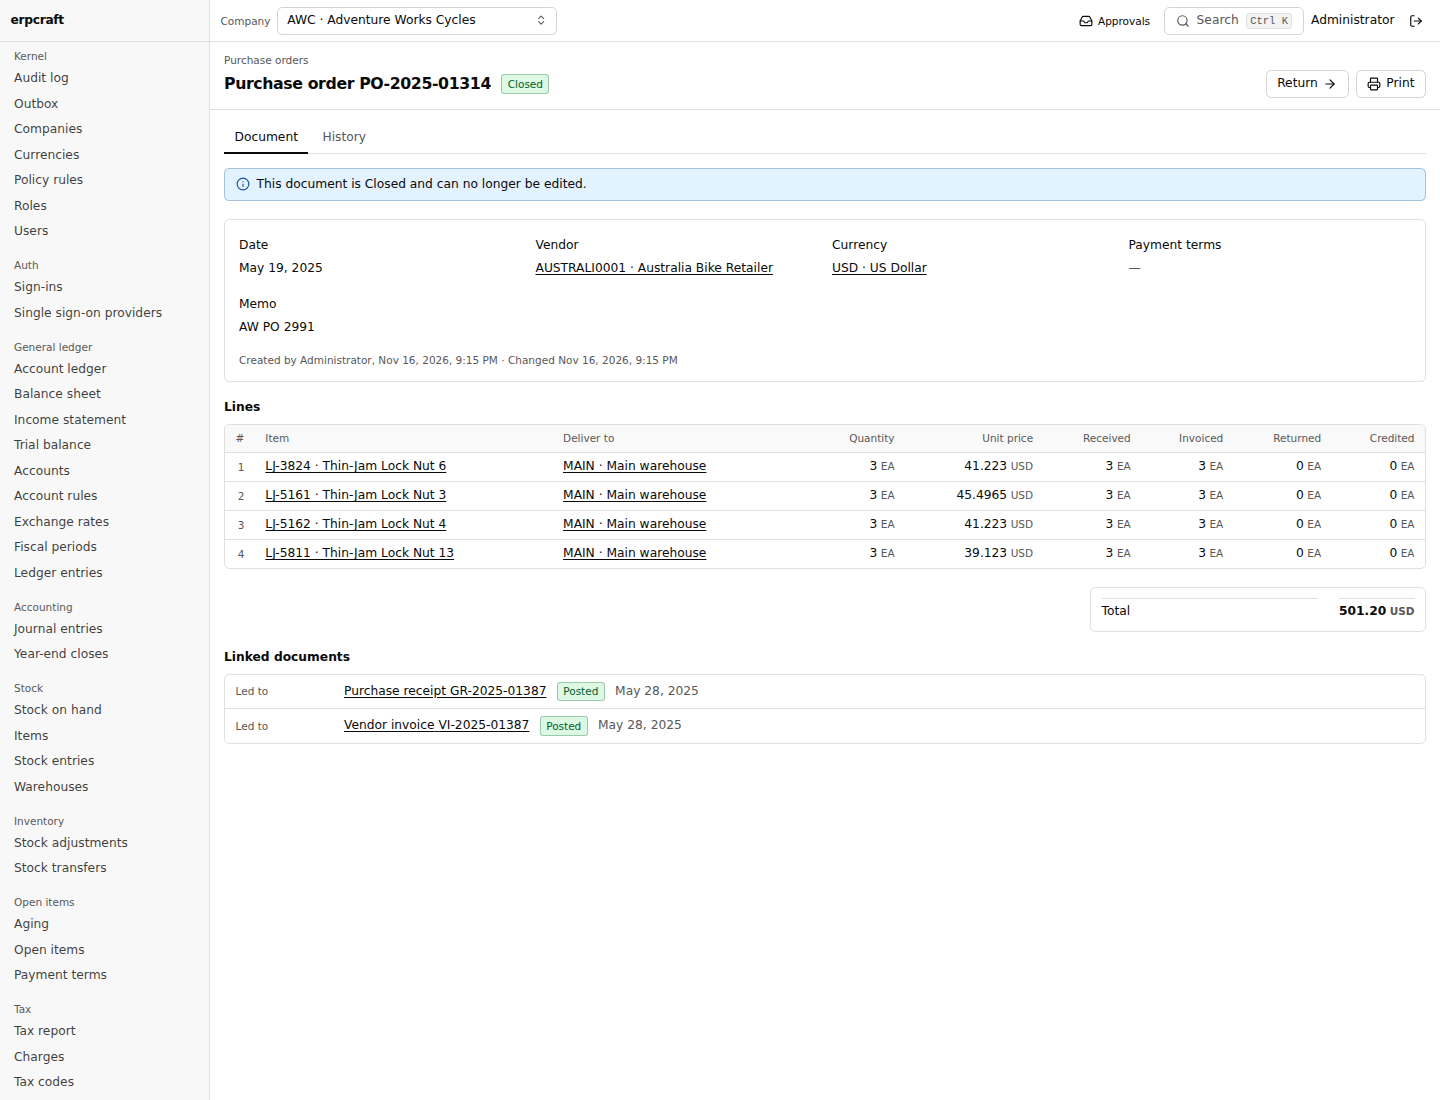 erpcraft
Company AWC · Adventure Works Cycles Approvals Search Ctrl K Administrator
Kernel
Audit log
Outbox
Companies
Currencies
Policy rules
Roles
Users
Auth
Sign-ins
Single sign-on providers
General ledger
Account ledger
Balance sheet
Income statement
Trial balance
Accounts
Account rules
Exchange rates
Fiscal periods
Ledger entries
Accounting
Journal entries
Year-end closes
Stock
Stock on hand
Items
Stock entries
Warehouses
Inventory
Stock adjustments
Stock transfers
Open items
Aging
Open items
Payment terms
Tax
Tax report
Charges
Tax codes
Purchase orders
Purchase order PO-2025-01314 Closed Return Print
Document History
This document is Closed and can no longer be edited.
Date Vendor Currency Payment terms
May 19, 2025 AUSTRALI0001 · Australia Bike Retailer USD · US Dollar —
Memo
AW PO 2991
Created by Administrator, Nov 16, 2026, 9:15 PM · Changed Nov 16, 2026, 9:15 PM
Lines
# Item Deliver to Quantity Unit price Received Invoiced Returned Credited
1 LJ-3824 · Thin-Jam Lock Nut 6 MAIN · Main warehouse 3 EA 41.223 USD 3 EA 3 EA 0 EA 0 EA
2 LJ-5161 · Thin-Jam Lock Nut 3 MAIN · Main warehouse 3 EA 45.4965 USD 3 EA 3 EA 0 EA 0 EA
3 LJ-5162 · Thin-Jam Lock Nut 4 MAIN · Main warehouse 3 EA 41.223 USD 3 EA 3 EA 0 EA 0 EA
4 LJ-5811 · Thin-Jam Lock Nut 13 MAIN · Main warehouse 3 EA 39.123 USD 3 EA 3 EA 0 EA 0 EA
Total 501.20 USD
Linked documents
Led to Purchase receipt GR-2025-01387 Posted May 28, 2025
Led to Vendor invoice VI-2025-01387 Posted May 28, 2025